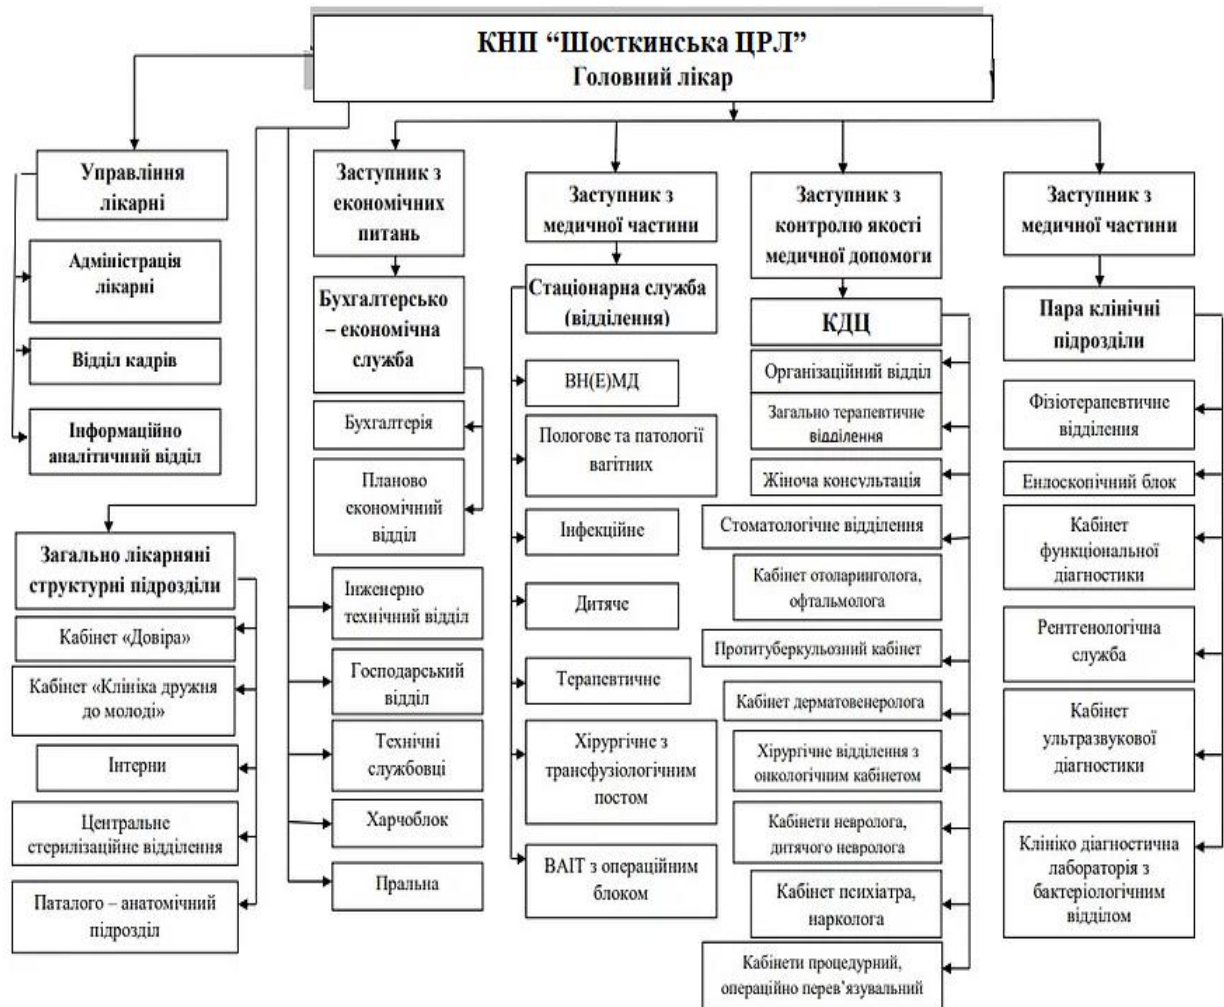 КНП “Шосткинська ЦРЛ”
Головний лікар
Управління
лікарні
Адміністрація
лікарні
Відділ кадрів
Інформаційно
аналітичний відділ
Загально лікарняні
структурні підрозділи
Кабінет «Довіра»
Кабінет «Клініка дружня
до молоді»
Інтерни
Центральне
стерилізаційне відділення
Паталого – анатомічний
підрозділ
Заступник з
економічних
питань
Бухгалтерсько
– економічна
служба
Бухгалтерія
Планово
економічний
відділ
Інженерно
технічний відділ
Господарський
відділ
Технічні
службовці
Харчоблок
Пральна
Заступник з
медичної частини
Стаціонарна служба
(відділення)
ВН(Е)МД
Пологове та патології
вагітних
Інфекційне
Дитяче
Терапевтичне
Хірургічне з
трансфузіологічним
постом
ВАІТ з операційним
блоком
Заступник з
контролю якості
медичної допомоги
КДЦ
Організаційний відділ
Загально терапевтичне
відділення
Жіноча консультація
Стоматологічне відділення
Кабінет отоларинголога,
офтальмолога
Протитуберкульозний кабінет
Кабінет дерматовенеролога
Хірургічне відділення з
онкологічним кабінетом
Кабінети невролога,
дитячого невролога
Кабінет психіатра,
нарколога
Кабінети процедурний,
операційно перев’язувальний
Заступник з
медичної частини
Пара клінічні
підрозділи
Фізіотерапевтичне
відділення
Ендоскопічний блок
Кабінет
функціональної
діагностики
Рентгенологічна
служба
Кабінет
ультразвукової
діагностики
Клініко діагностична
лабораторія з
бактеріологічним
відділом